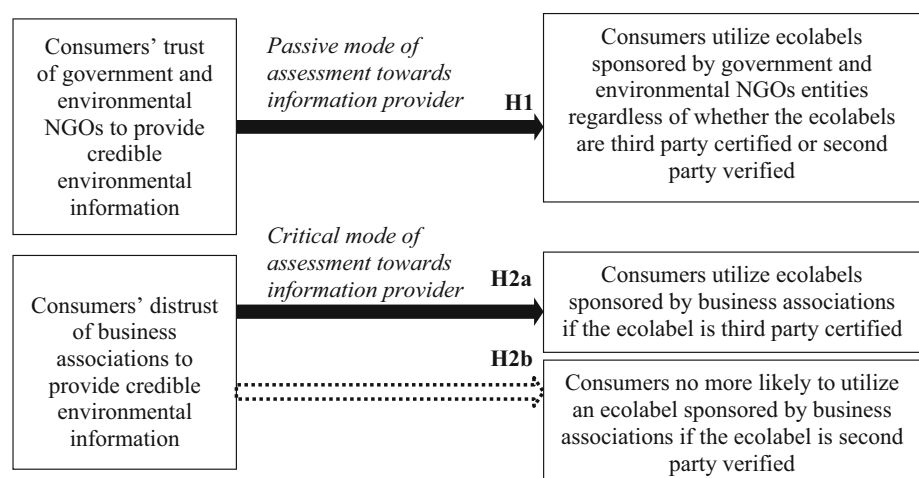 Consumers' trust
of government and
environmental
NGOs to provide
credible
environmental
information
Passive mode of
assessment towards
information provider
H1
Consumers utilize ecolabels
sponsored by government and
environmental NGOs entities
regardless of whether the ecolabels
are third party certified or second
party verified
Consumers' distrust
of business
associations to
provide credible
environmental
information
Critical mode of
assessment towards
information provider
H2a
Consumers utilize ecolabels
sponsored by business associations
if the ecolabel is third party certified
H2b
Consumers no more likely to utilize
an ecolabel sponsored by business
associations if the ecolabel is second
party verified